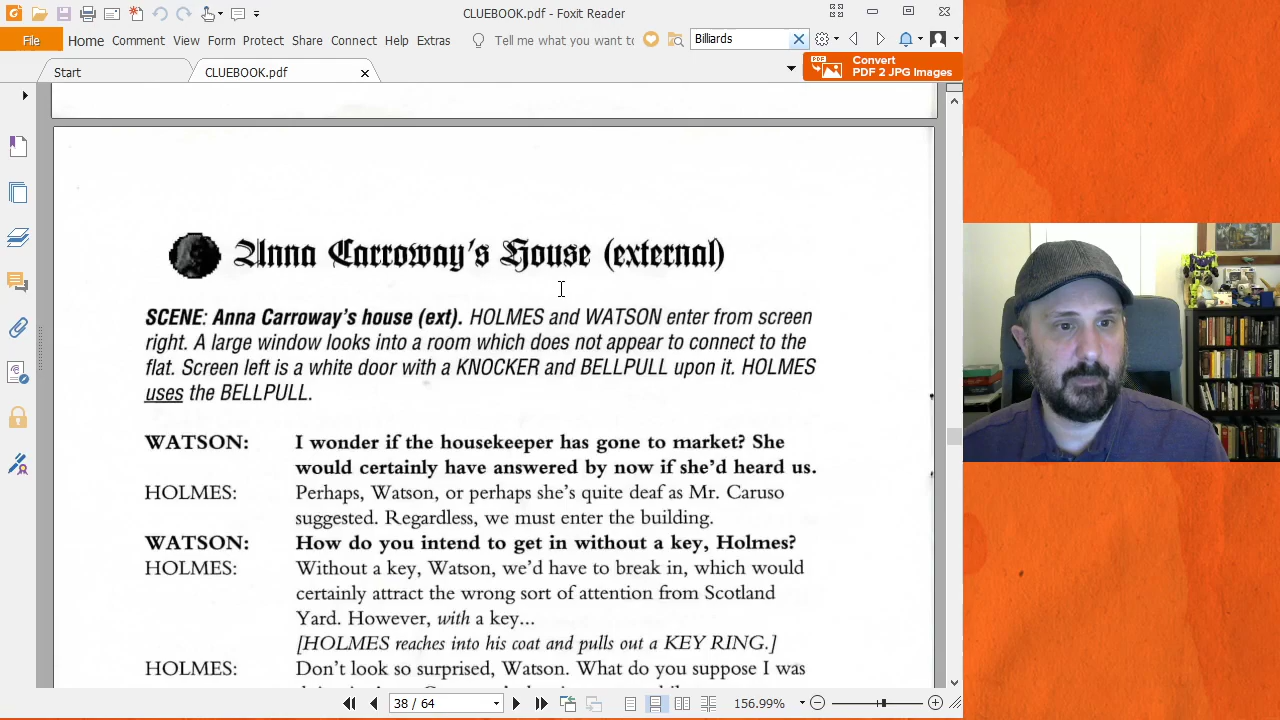 CLUEBOOK.pdf - Foxit Reader
File Home Comment View Form Protect Share Connect Help Extras Tell me what you want to Billiards
Start CLUEBOOK.pdf
Convert
PDF 2 JPG Images
Anna Carroway's House (external)
SCENE: Anna Carroway's house (ext). HOLMES and WATSON enter from screen
right. A large window looks into a room which does not appear to connect to the
flat. Screen left is a white door with a KNOCKER and BELLPULL upon it. HOLMES
uses the BELLPULL.
WATSON: I wonder if the housekeeper has gone to market? She
would certainly have answered by now if she'd heard us.
HOLMES: Perhaps, Watson, or perhaps she's quite deaf as Mr. Caruso
suggested. Regardless, we must enter the building.
WATSON: How do you intend to get in without a key, Holmes?
HOLMES: Without a key, Watson, we'd have to break in, which would
certainly attract the wrong sort of attention from Scotland
Yard. However, with a key...
[HOLMES reaches into his coat and pulls out a KEY RING.]
HOLMES: Don't look so surprised, Watson. What do you suppose I was
38 / 64 156.99%